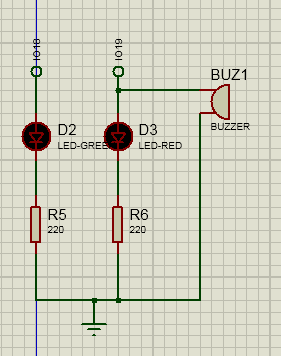 IO18
IO19
BUZ1
BUZZER
D2
LED-GREE
D3
LED-RED
R5
220
R6
220